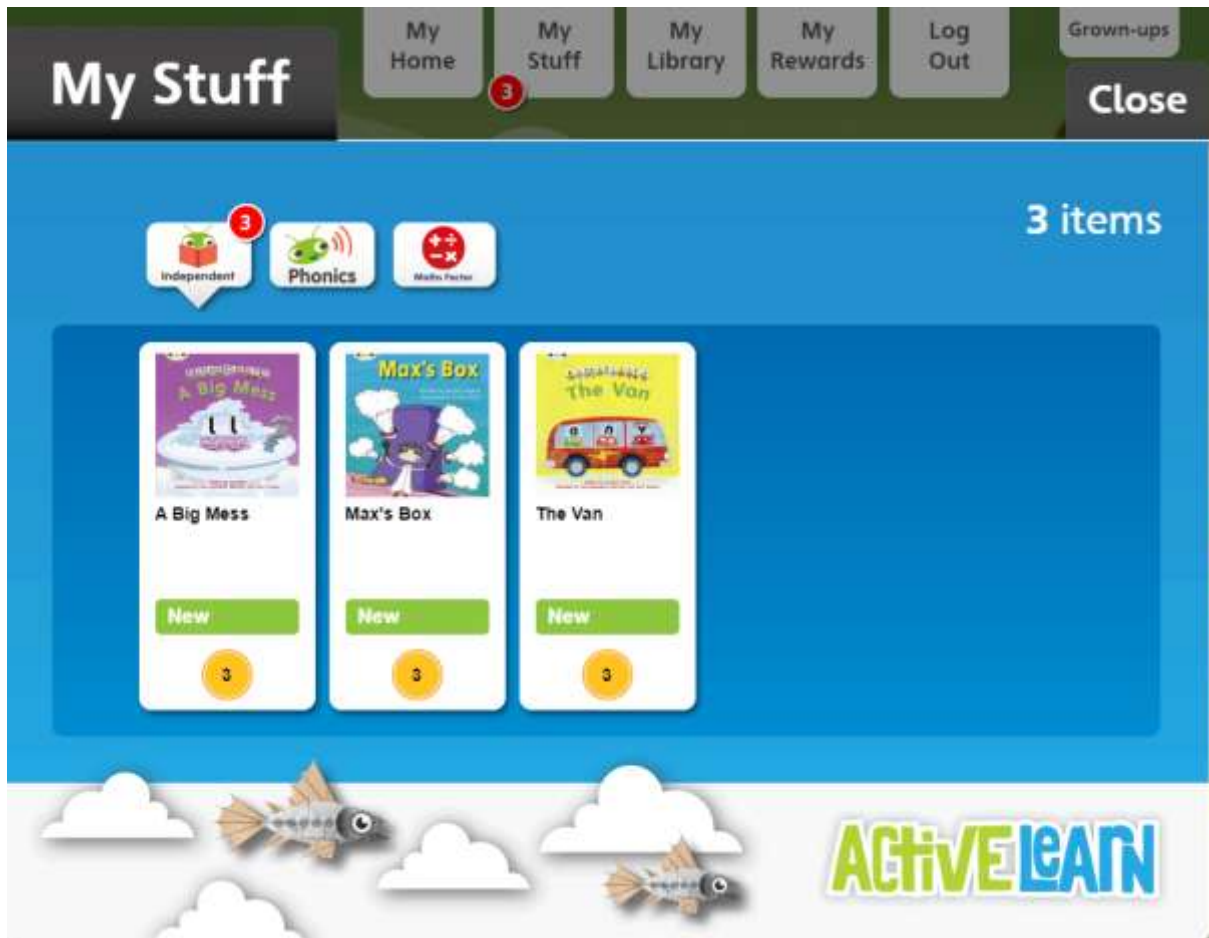 My Home
My Stuff
My Library
My Rewards
Log Out
Grown-ups
3
My Stuff
Close
3 items
3
Independent
Phonics
Maths Factor
A Big Mess
Max's Box
The Van
a n v
A Big Mess
Max's Box
The Van
New
New
New
3
3
3
ACTiVE LEARN